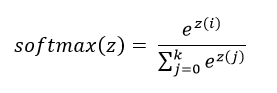 softmax(z) = e^{z(i)} / ∑_{j=0}^{k} e^{z(j)}